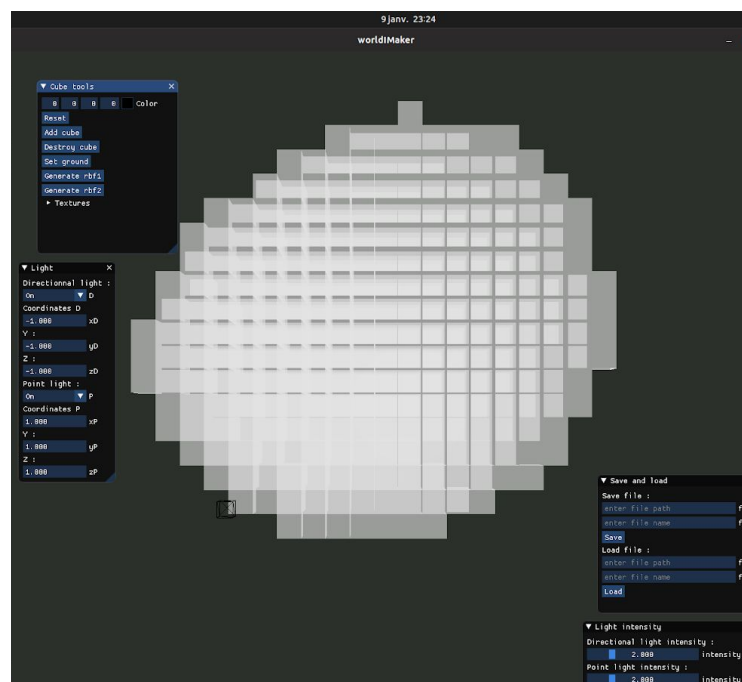 9 janv. 23:24
worldIMaker
▼ Cube tools ×
0 0 0 0 Color
Reset
Add cube
Destroy cube
Set ground
Generate rbf1
Generate rbf2
▸ Textures
▼ Light ×
Directionnal light :
On ▼ D
Coordinates D
-1.000 xD
Y :
-1.000 yD
Z :
-1.000 zD
Point light :
On ▼ P
Coordinates P
1.000 xP
Y :
1.000 yP
Z :
1.000 zP
▼ Save and load
Save file :
enter file path f
enter file name f
Save
Load file :
enter file path f
enter file name f
Load
▼ Light intensity
Directional light intensity :
2.000 intensity
Point light intensity :
2.000 intensity